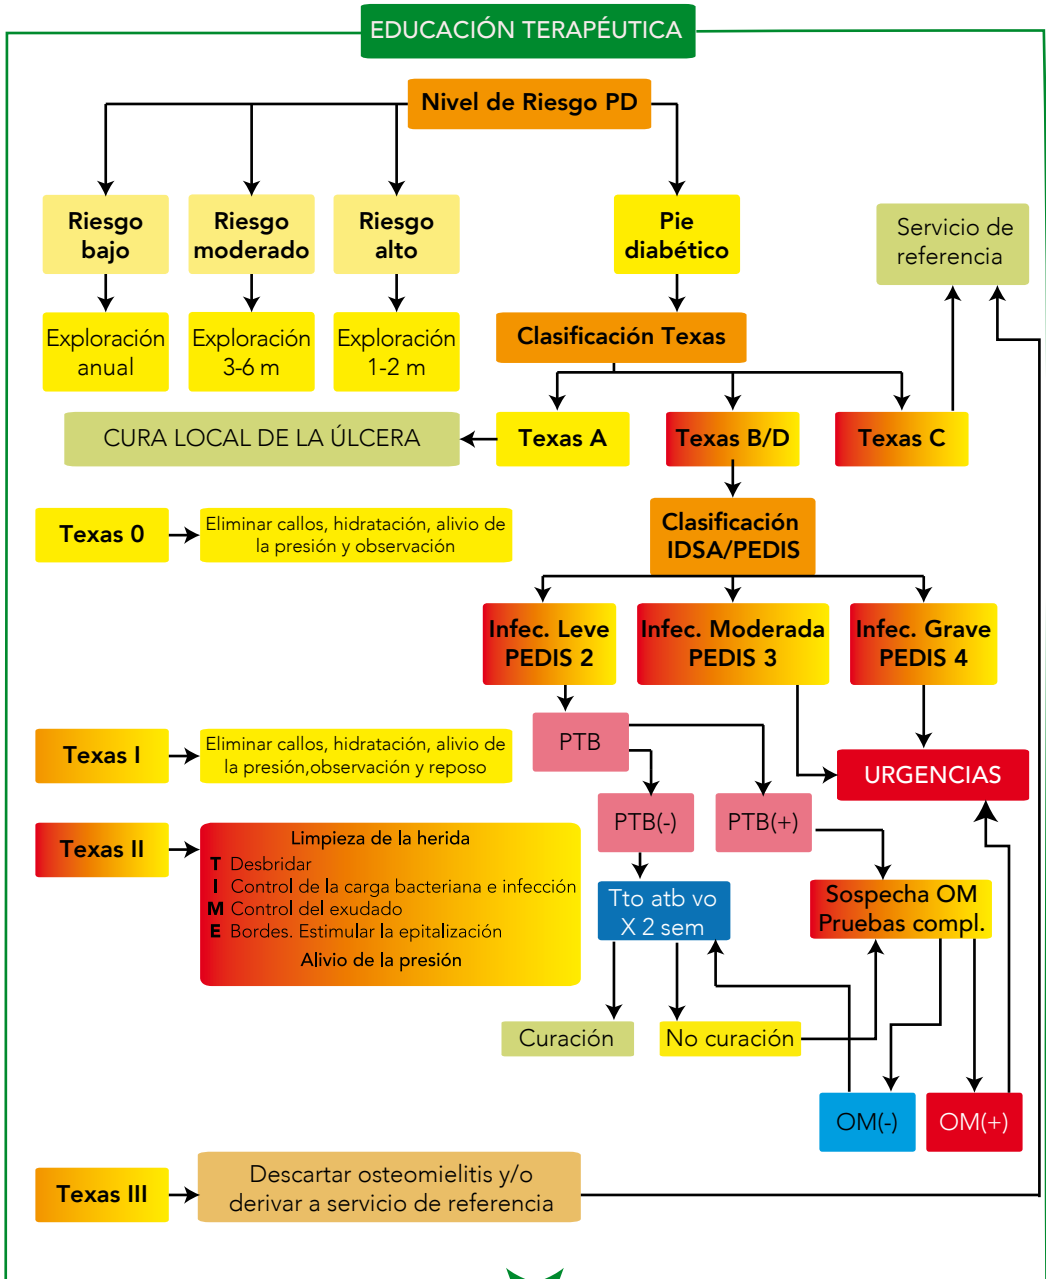 EDUCACIÓN TERAPÉUTICA
Nivel de Riesgo PD
Riesgo
bajo
Riesgo
moderado
Riesgo
alto
Pie
diabético
Servicio de
referencia
Exploración
anual
Exploración
3-6 m
Exploración
1-2 m
Clasificación Texas
CURA LOCAL DE LA ÚLCERA
Texas A
Texas B/D
Texas C
Texas 0
Eliminar callos, hidratación, alivio de
la presión y observación
Clasificación
IDSA/PEDIS
Infec. Leve
PEDIS 2
Infec. Moderada
PEDIS 3
Infec. Grave
PEDIS 4
Texas I
Eliminar callos, hidratación, alivio de
la presión,observación y reposo
PTB
URGENCIAS
PTB(-)
PTB(+)
Texas II
Limpieza de la herida
T Desbridar
I Control de la carga bacteriana e infección
M Control del exudado
E Bordes. Estimular la epitalización
Alivio de la presión
Tto atb vo
X 2 sem
Sospecha OM
Pruebas compl.
Curación
No curación
OM(-)
OM(+)
Texas III
Descartar osteomielitis y/o
derivar a servicio de referencia